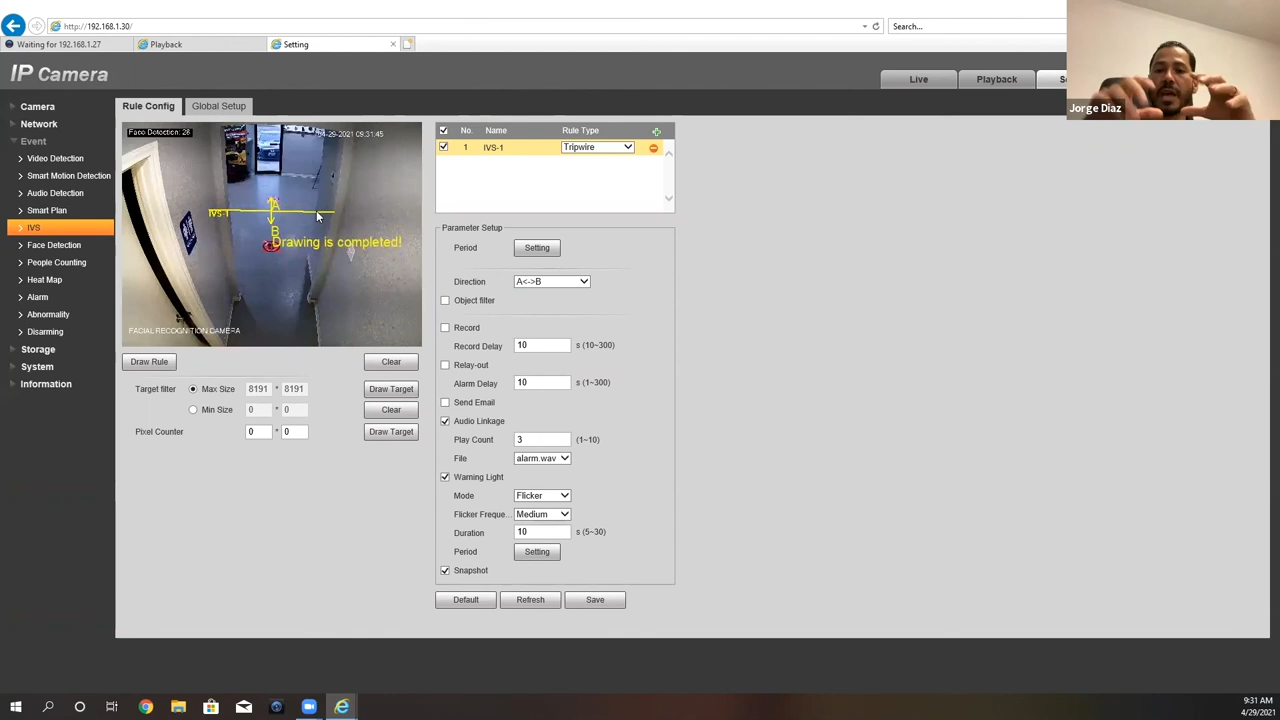 http://192.168.1.30/
Search...
Waiting for 192.168.1.27
Playback
Setting
IP Camera
Live
Playback
Jorge Diaz
Camera
Network
Event
Video Detection
Smart Motion Detection
Audio Detection
Smart Plan
IVS
Face Detection
People Counting
Heat Map
Alarm
Abnormality
Disarming
Storage
System
Information
Rule Config
Global Setup
Face Detection: 26
04-29-2021 09:31:45
IVS-1
A
B
Drawing is completed!
FACIAL RECOGNITION CAMERA
Draw Rule
Clear
Target filter
Max Size
8191 * 8191
Draw Target
Min Size
0 * 0
Clear
Pixel Counter
0 * 0
Draw Target
No.
Name
Rule Type
1
IVS-1
Tripwire
Parameter Setup
Period
Setting
Direction
A<->B
Object filter
Record
Record Delay
10
s (10~300)
Relay-out
Alarm Delay
10
s (1~300)
Send Email
Audio Linkage
Play Count
3
(1~10)
File
alarm.wav
Warning Light
Mode
Flicker
Flicker Freque...
Medium
Duration
10
s (5~30)
Period
Setting
Snapshot
Default
Refresh
Save
9:31 AM
4/29/2021